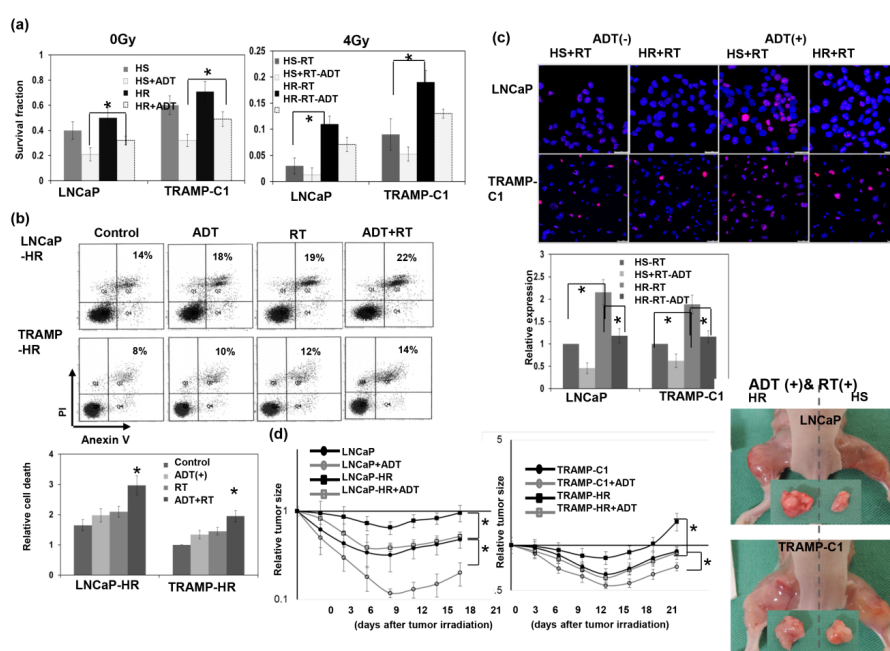 (a)
0Gy
Survival fraction
1
0.8
0.6
0.4
0.2
0
HS
HS+ADT
HR
HR+ADT
*
*
LNCaP
TRAMP-C1
4Gy
0.25
0.2
0.15
0.1
0.05
0
HS-RT
HS+RT-ADT
HR-RT
HR-RT-ADT
*
*
LNCaP
TRAMP-C1
(b)
Control
ADT
RT
ADT+RT
LNCaP
-HR
14%
18%
19%
22%
Q1
Q2
Q4
TRAMP
-HR
8%
10%
12%
14%
Q1
Q2
Q4
PI
Anexin V
Relative cell death
4
3
2
1
0
Control
ADT(+)
RT
ADT+RT
*
*
LNCaP-HR
TRAMP-HR
(c)
ADT(-)
ADT(+)
HS+RT
HR+RT
HS+RT
HR+RT
LNCaP
TRAMP-
C1
Relative expression
3
2.5
2
1.5
1
0.5
0
HS-RT
HS+RT-ADT
HR-RT
HR-RT-ADT
*
*
*
*
LNCaP
TRAMP-C1
(d)
Relative tumor size
1
0.1
LNCaP
LNCaP+ADT
LNCaP-HR
LNCaP-HR+ADT
*
*
0 3 6 9 12 15 18 21
(days after tumor irradiation)
Relative tumor size
5
.5
TRAMP-C1
TRAMP-C1+ADT
TRAMP-HR
TRAMP-HR+ADT
*
*
0 3 6 9 12 15 18 21
(days after tumor irradiation)
ADT (+)& RT(+)
HR
HS
LNCaP
TRAMP-C1